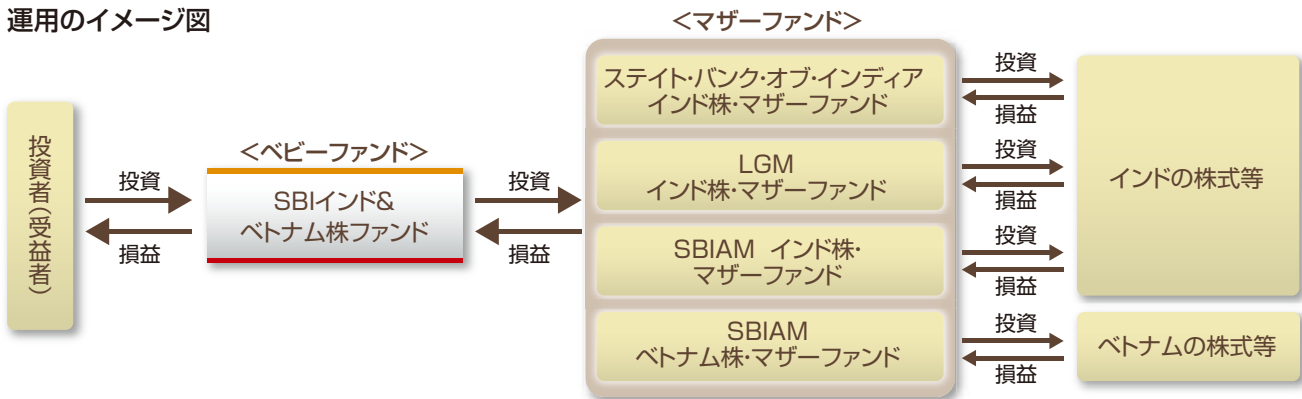 運用のイメージ図
<マザーファンド>
投資者(受益者)
投資
損益
<ベビーファンド>
SBIインド&
ベトナム株ファンド
投資
損益
ステイト・バンク・オブ・インディア
インド株・マザーファンド
LGM
インド株・マザーファンド
SBIAM インド株・
マザーファンド
SBIAM
ベトナム株・マザーファンド
投資
損益
投資
損益
投資
損益
投資
損益
インドの株式等
ベトナムの株式等